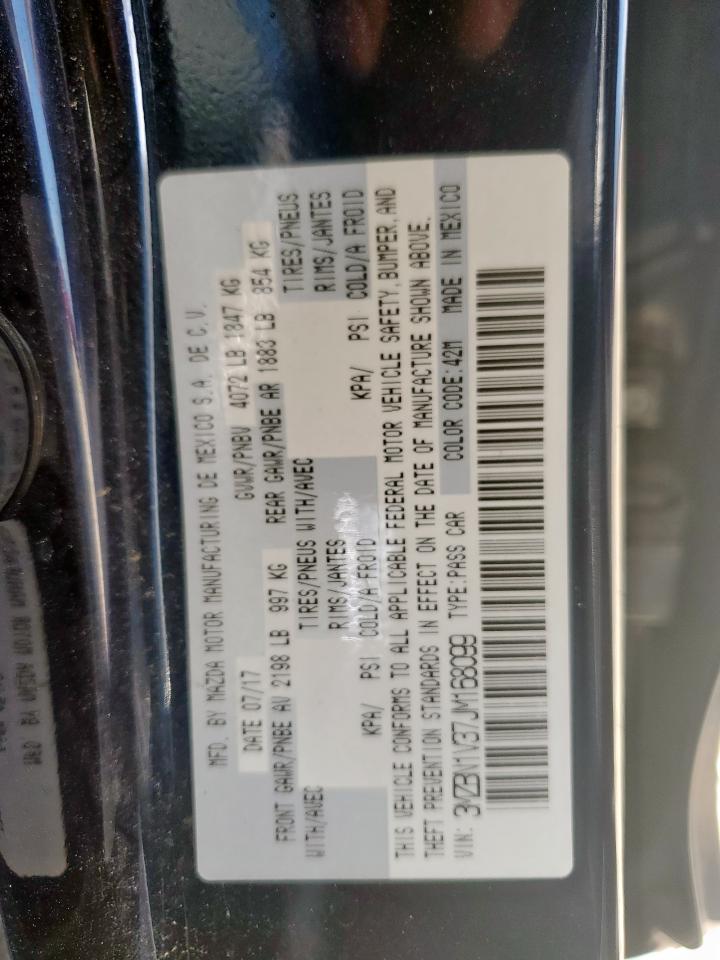 MFD. BY MAZDA MOTOR MANUFACTURING DE MEXICO S.A. DE C.V.
DATE 07/17 GVWR/PNBV 4072 LB 1847 KG
FRONT GAWR/PNBE AV 2198 LB 997 KG REAR GAWR/PNBE AR 1883 LB 854 KG
WITH/AVEC TIRES/PNEUS WITH/AVEC TIRES/PNEUS
RIMS/JANTES RIMS/JANTES
KPA/ PSI COLD/A FROID KPA/ PSI COLD/A FROID
THIS VEHICLE CONFORMS TO ALL APPLICABLE FEDERAL MOTOR VEHICLE SAFETY, BUMPER, AND
THEFT PREVENTION STANDARDS IN EFFECT ON THE DATE OF MANUFACTURE SHOWN ABOVE.
VIN: 3MZBN1V37JM168099 TYPE:PASS CAR COLOR CODE:42M MADE IN MEXICO